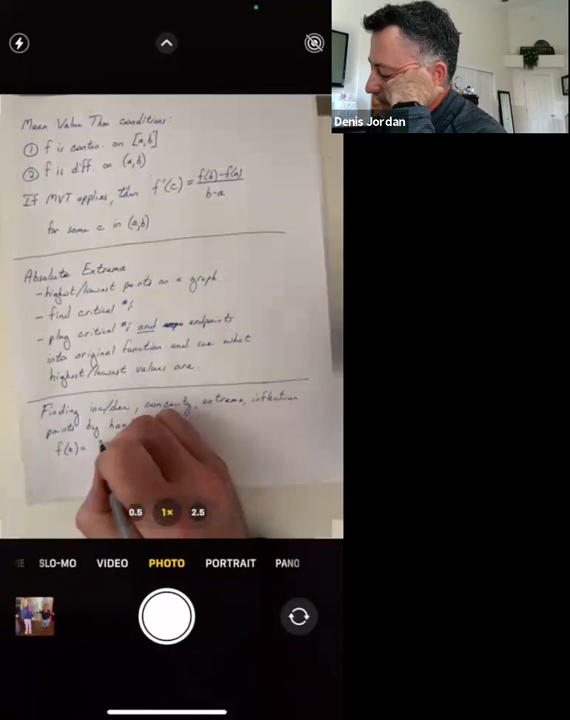 Denis Jordan
Mean Value Thm conditions:
① f is contin. on [a,b]
② f is diff. on (a,b)
If MVT applies, then f'(c) = f(b)-f(a)
b-a
for some c in (a,b)
Absolute Extrema
- highest/lowest points on a graph
- find critical #'s
- plug critical #'s and endpoints
into original function and see what
highest/lowest values are.
Finding inc/dec, concavity, extrema, inflection
points by han
f(x)=
0.5 1× 2.5
SLO-MO VIDEO PHOTO PORTRAIT PANO